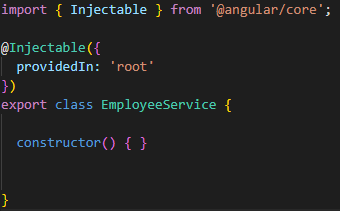 import { Injectable } from '@angular/core';
@Injectable({
  providedIn: 'root'
})
export class EmployeeService {
  constructor() { }
}